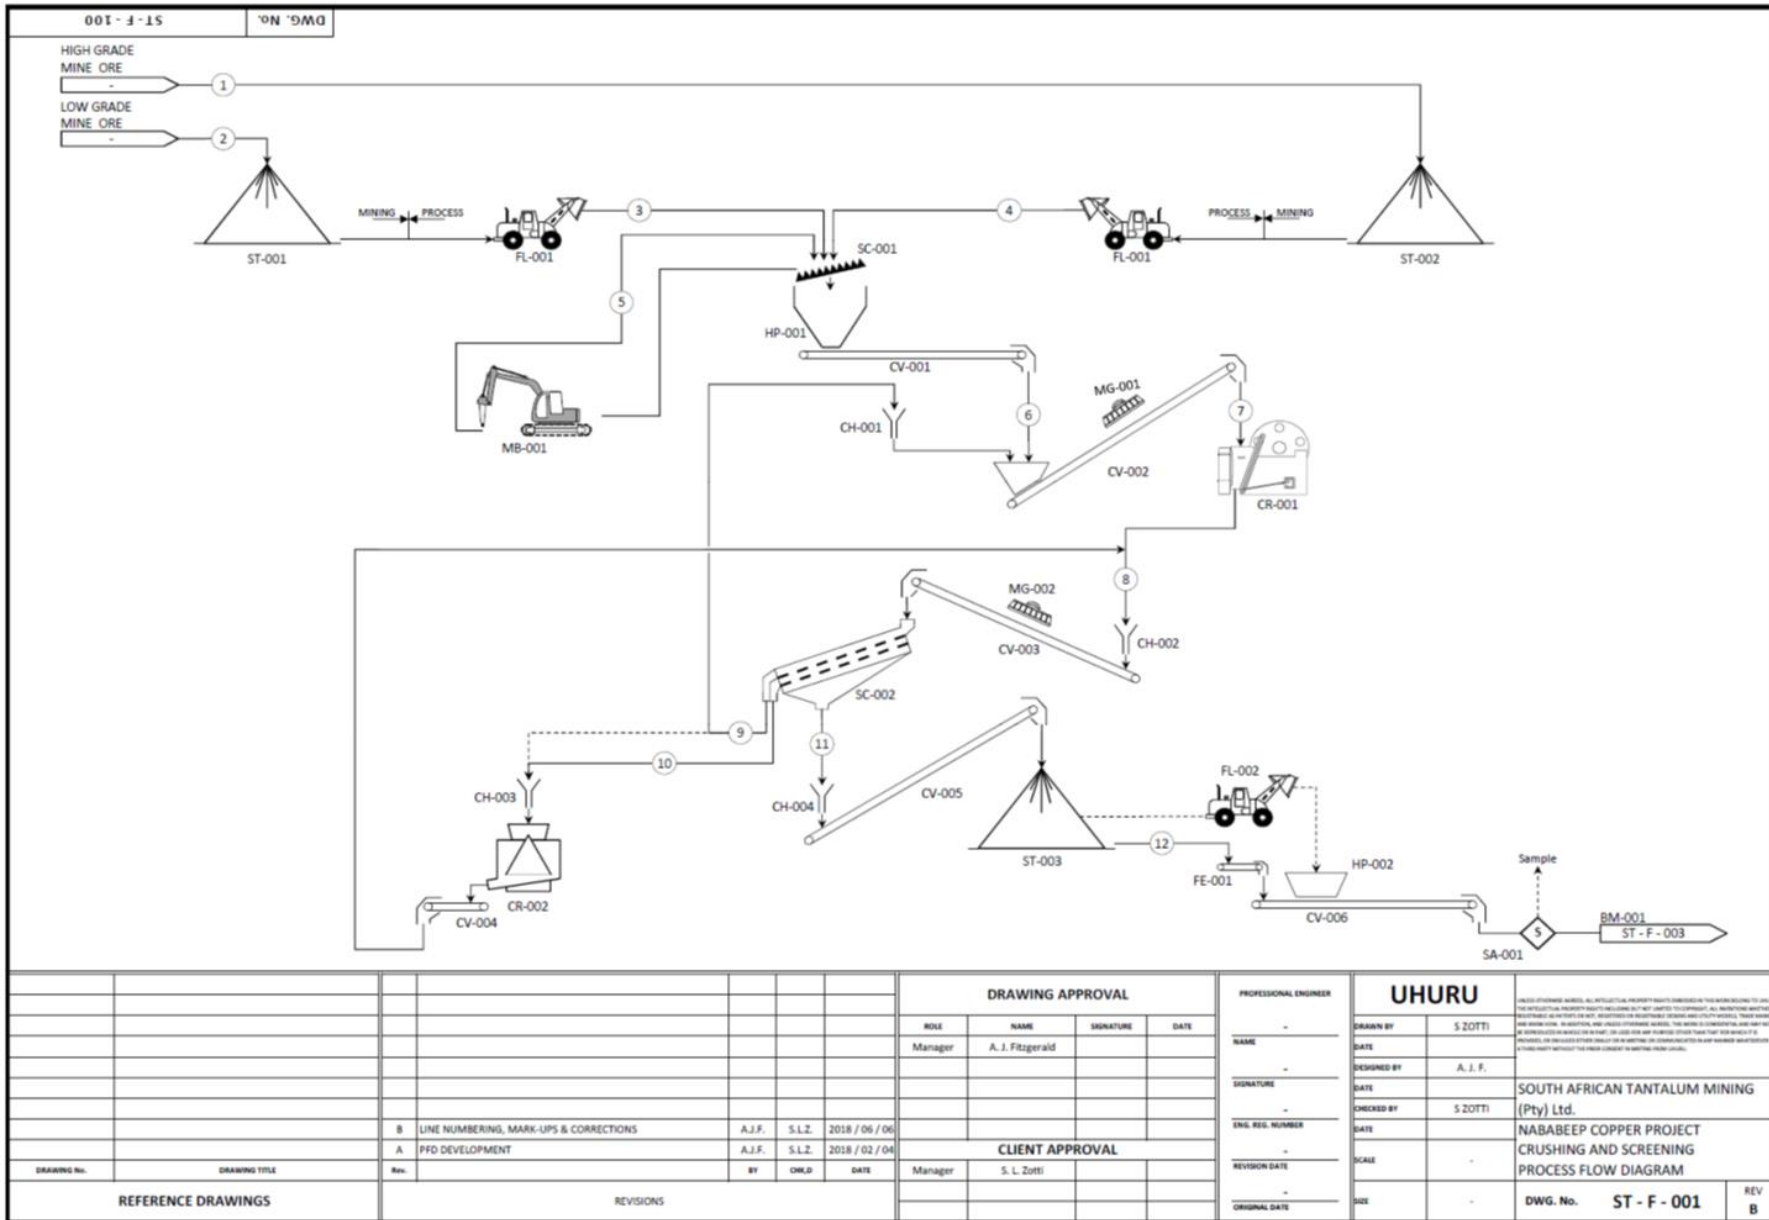 ST - F - 100
DWG. No.
HIGH GRADE
MINE ORE
-
1
LOW GRADE
MINE ORE
-
2
ST-001
MINING
PROCESS
FL-001
3
4
FL-001
PROCESS
MINING
ST-002
SC-001
5
HP-001
CV-001
MB-001
CH-001
6
MG-001
7
CV-002
CR-001
8
MG-002
CV-003
CH-002
SC-002
9
10
11
CH-003
CH-004
CV-005
FL-002
ST-003
12
FE-001
HP-002
CR-002
CV-004
CV-006
Sample
S
SA-001
BM-001
ST - F - 003
B LINE NUMBERING, MARK-UPS & CORRECTIONS A.J.F. S.L.Z. 2018 / 06 / 06
A PFD DEVELOPMENT A.J.F. S.L.Z. 2018 / 02 / 04
DRAWING No. DRAWING TITLE Rev. BY CHK,D DATE
REFERENCE DRAWINGS
REVISIONS
DRAWING APPROVAL
ROLE NAME SIGNATURE DATE
Manager A. J. Fitzgerald
CLIENT APPROVAL
Manager S. L. Zotti
PROFESSIONAL ENGINEER
-
NAME
-
SIGNATURE
-
ENG. REG. NUMBER
-
REVISION DATE
-
ORIGINAL DATE
UHURU
DRAWN BY S ZOTTI
DATE
DESIGNED BY A. J. F.
DATE
CHECKED BY S ZOTTI
DATE
SCALE -
SIZE -
SOUTH AFRICAN TANTALUM MINING
(Pty) Ltd.
NABABEEP COPPER PROJECT
CRUSHING AND SCREENING
PROCESS FLOW DIAGRAM
DWG. No. ST - F - 001
REV
B